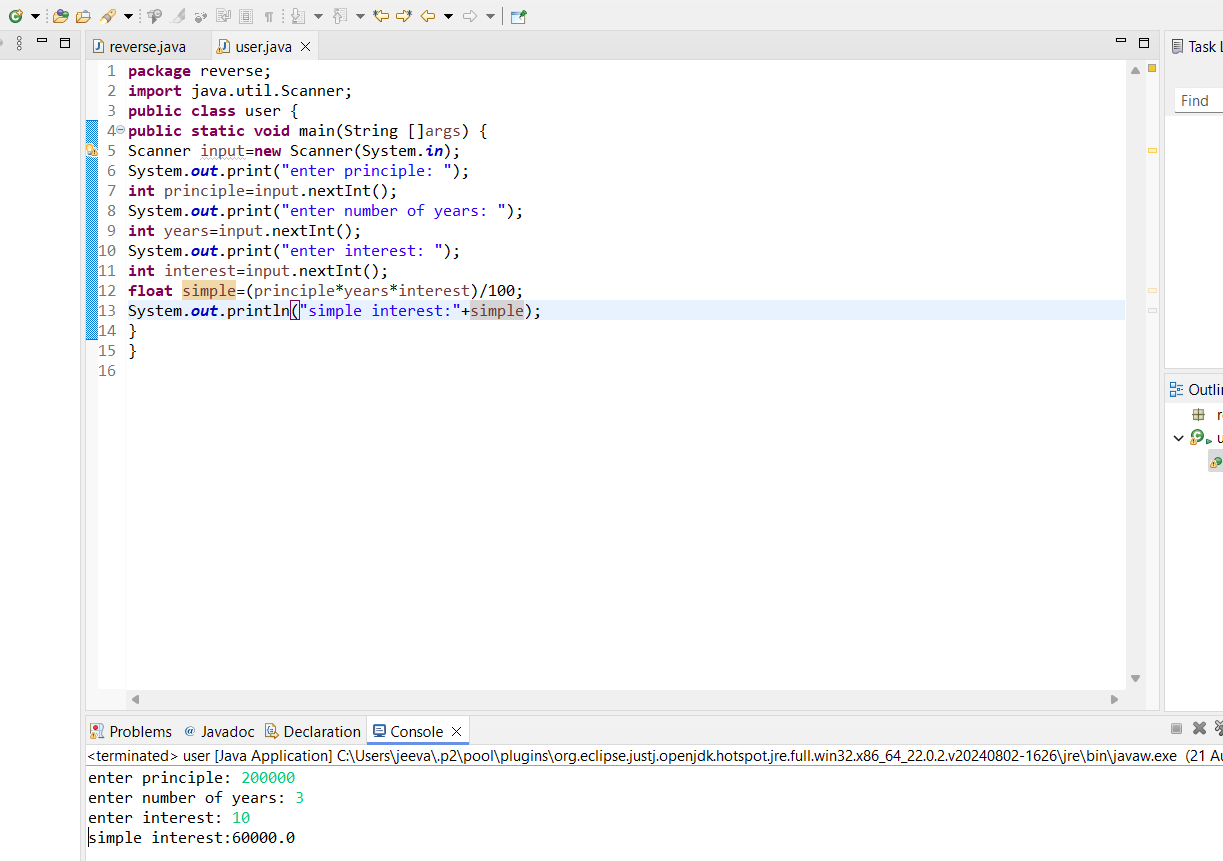 reverse.java user.java
Task L
Find
1 package reverse;
2 import java.util.Scanner;
3 public class user {
4 public static void main(String []args) {
5 Scanner input=new Scanner(System.in);
6 System.out.print("enter principle: ");
7 int principle=input.nextInt();
8 System.out.print("enter number of years: ");
9 int years=input.nextInt();
10 System.out.print("enter interest: ");
11 int interest=input.nextInt();
12 float simple=(principle*years*interest)/100;
13 System.out.println("simple interest:"+simple);
14 }
15 }
16
Outlin
r
u
Problems @ Javadoc Declaration Console
<terminated> user [Java Application] C:\Users\jeeva\.p2\pool\plugins\org.eclipse.justj.openjdk.hotspot.jre.full.win32.x86_64_22.0.2.v20240802-1626\jre\bin\javaw.exe (21 Au
enter principle: 200000
enter number of years: 3
enter interest: 10
simple interest:60000.0